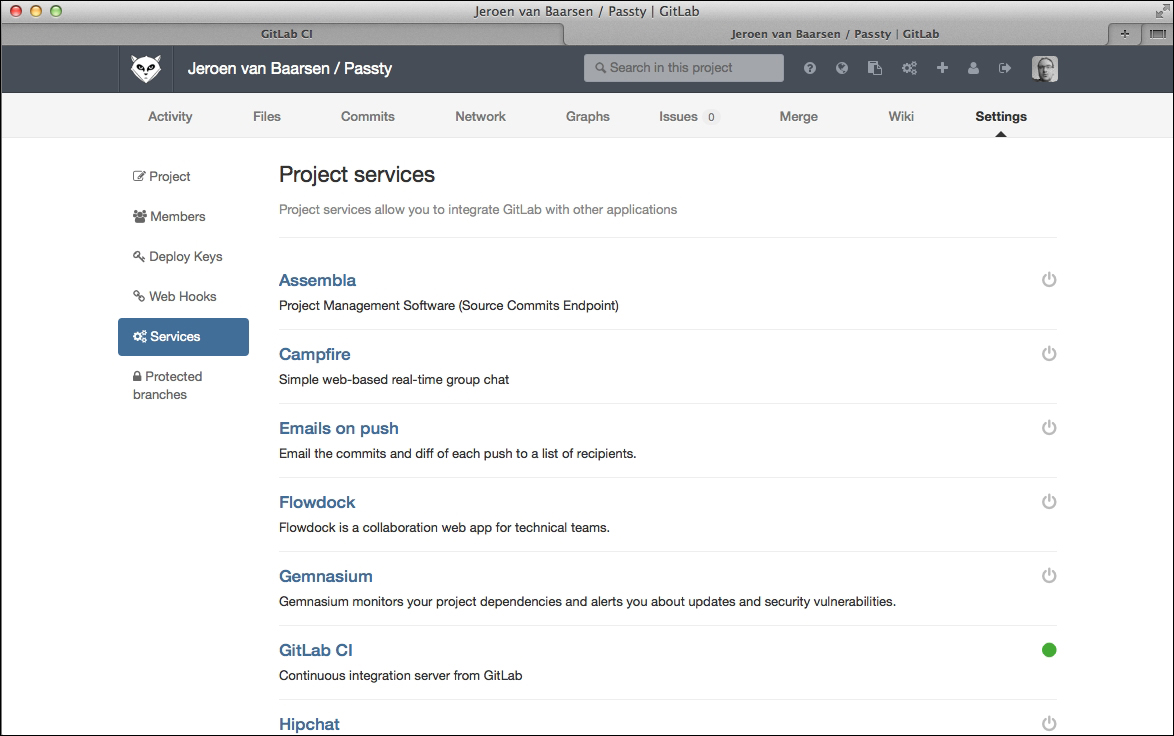 Jeroen van Baarsen / Passty | GitLab
GitLab CI
Jeroen van Baarsen / Passty | GitLab
Jeroen van Baarsen / Passty
Search in this project
Activity
Files
Commits
Network
Graphs
Issues 0
Merge
Wiki
Settings
Project
Members
Deploy Keys
Web Hooks
Services
Protected
branches
Project services
Project services allow you to integrate GitLab with other applications
Assembla
Project Management Software (Source Commits Endpoint)
Campfire
Simple web-based real-time group chat
Emails on push
Email the commits and diff of each push to a list of recipients.
Flowdock
Flowdock is a collaboration web app for technical teams.
Gemnasium
Gemnasium monitors your project dependencies and alerts you about updates and security vulnerabilities.
GitLab CI
Continuous integration server from GitLab
Hipchat